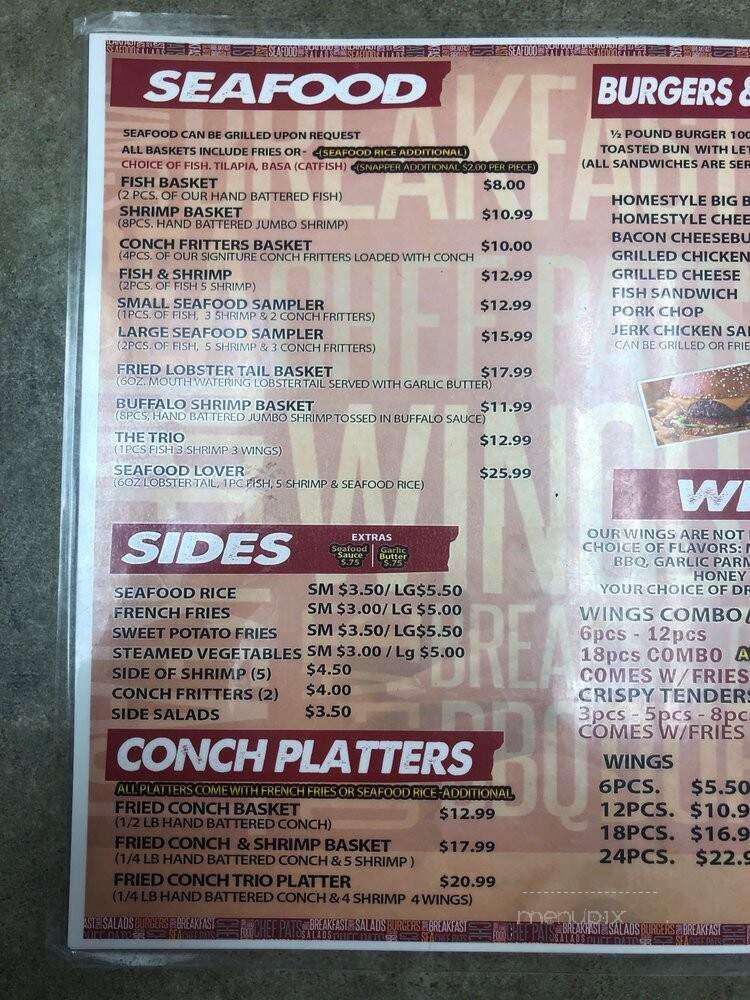 SEAFOOD
SEAFOOD CAN BE GRILLED UPON REQUEST
ALL BASKETS INCLUDE FRIES OR- (SEAFOOD RICE ADDITIONAL)
CHOICE OF FISH. TILAPIA, BASA (CATFISH) (SNAPPER ADDITIONAL $2.00 PER PIECE)
FISH BASKET $8.00
(2 PCS. OF OUR HAND BATTERED FISH)
SHRIMP BASKET $10.99
(8PCS. HAND BATTERED JUMBO SHRIMP)
CONCH FRITTERS BASKET $10.00
(4PCS. OF OUR SIGNITURE CONCH FRITTERS LOADED WITH CONCH
FISH & SHRIMP $12.99
(2PCS. OF FISH 5 SHRIMP)
SMALL SEAFOOD SAMPLER $12.99
(1PCS. OF FISH, 3 SHRIMP & 2 CONCH FRITTERS)
LARGE SEAFOOD SAMPLER $15.99
(2PCS. OF FISH, 5 SHRIMP & 3 CONCH FRITTERS)
FRIED LOBSTER TAIL BASKET $17.99
(6OZ. MOUTH WATERING LOBSTER TAIL SERVED WITH GARLIC BUTTER)
BUFFALO SHRIMP BASKET $11.99
(8PCS, HAND BATTERED JUMBO SHRIMP TOSSED IN BUFFALO SAUCE)
THE TRIO $12.99
(1PCS FISH 3 SHRIMP 3 WINGS)
SEAFOOD LOVER $25.99
(6OZ LOBSTER TAIL, 1PC FISH, 5 SHRIMP & SEAFOOD RICE)
SIDES
EXTRAS
Seafood Sauce $.75
Garlic Butter $.75
SEAFOOD RICE SM $3.50/ LG$5.50
FRENCH FRIES SM $3.00/ LG $5.00
SWEET POTATO FRIES SM $3.50/ LG$5.50
STEAMED VEGETABLES SM $3.00 / Lg $5.00
SIDE OF SHRIMP (5) $4.50
CONCH FRITTERS (2) $4.00
SIDE SALADS $3.50
CONCH PLATTERS
ALL PLATTERS COME WITH FRENCH FRIES OR SEAFOOD RICE -ADDITIONAL
FRIED CONCH BASKET $12.99
(1/2 LB HAND BATTERED CONCH)
FRIED CONCH & SHRIMP BASKET $17.99
(1/4 LB HAND BATTERED CONCH & 5 SHRIMP )
FRIED CONCH TRIO PLATTER $20.99
(1/4 LB HAND BATTERED CONCH & 4 SHRIMP 4 WINGS)
BURGERS &
½ POUND BURGER 100
TOASTED BUN WITH LET
(ALL SANDWICHES ARE SER
HOMESTYLE BIG B
HOMESTYLE CHEE
BACON CHEESEBU
GRILLED CHICKEN
GRILLED CHEESE
FISH SANDWICH
PORK CHOP
JERK CHICKEN SA
CAN BE GRILLED OR FRIE
WI
OUR WINGS ARE NOT
CHOICE OF FLAVORS:
BBQ, GARLIC PARM
HONEY
YOUR CHOICE OF DR
WINGS COMBO/
6pcs - 12pcs
18pcs COMBO
COMES W/ FRIES
CRISPY TENDERS
3pcs - 5pcs - 8pc
COMES W/FRIES
WINGS
6PCS. $5.50
12PCS. $10.9
18PCS. $16.9
24PCS. $22.9
menupix